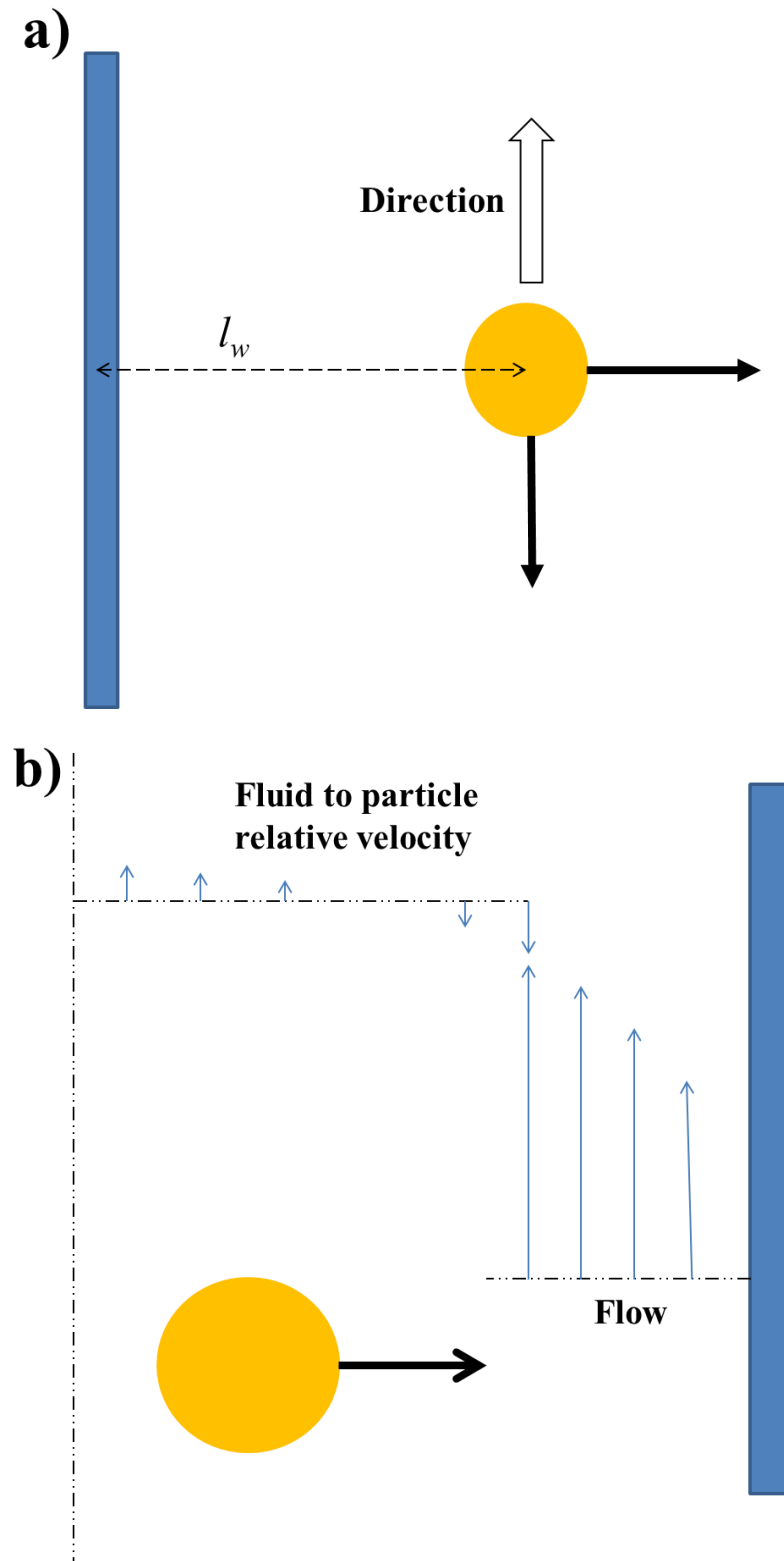 a)
Direction
l_w
b)
Fluid to particle
relative velocity
Flow